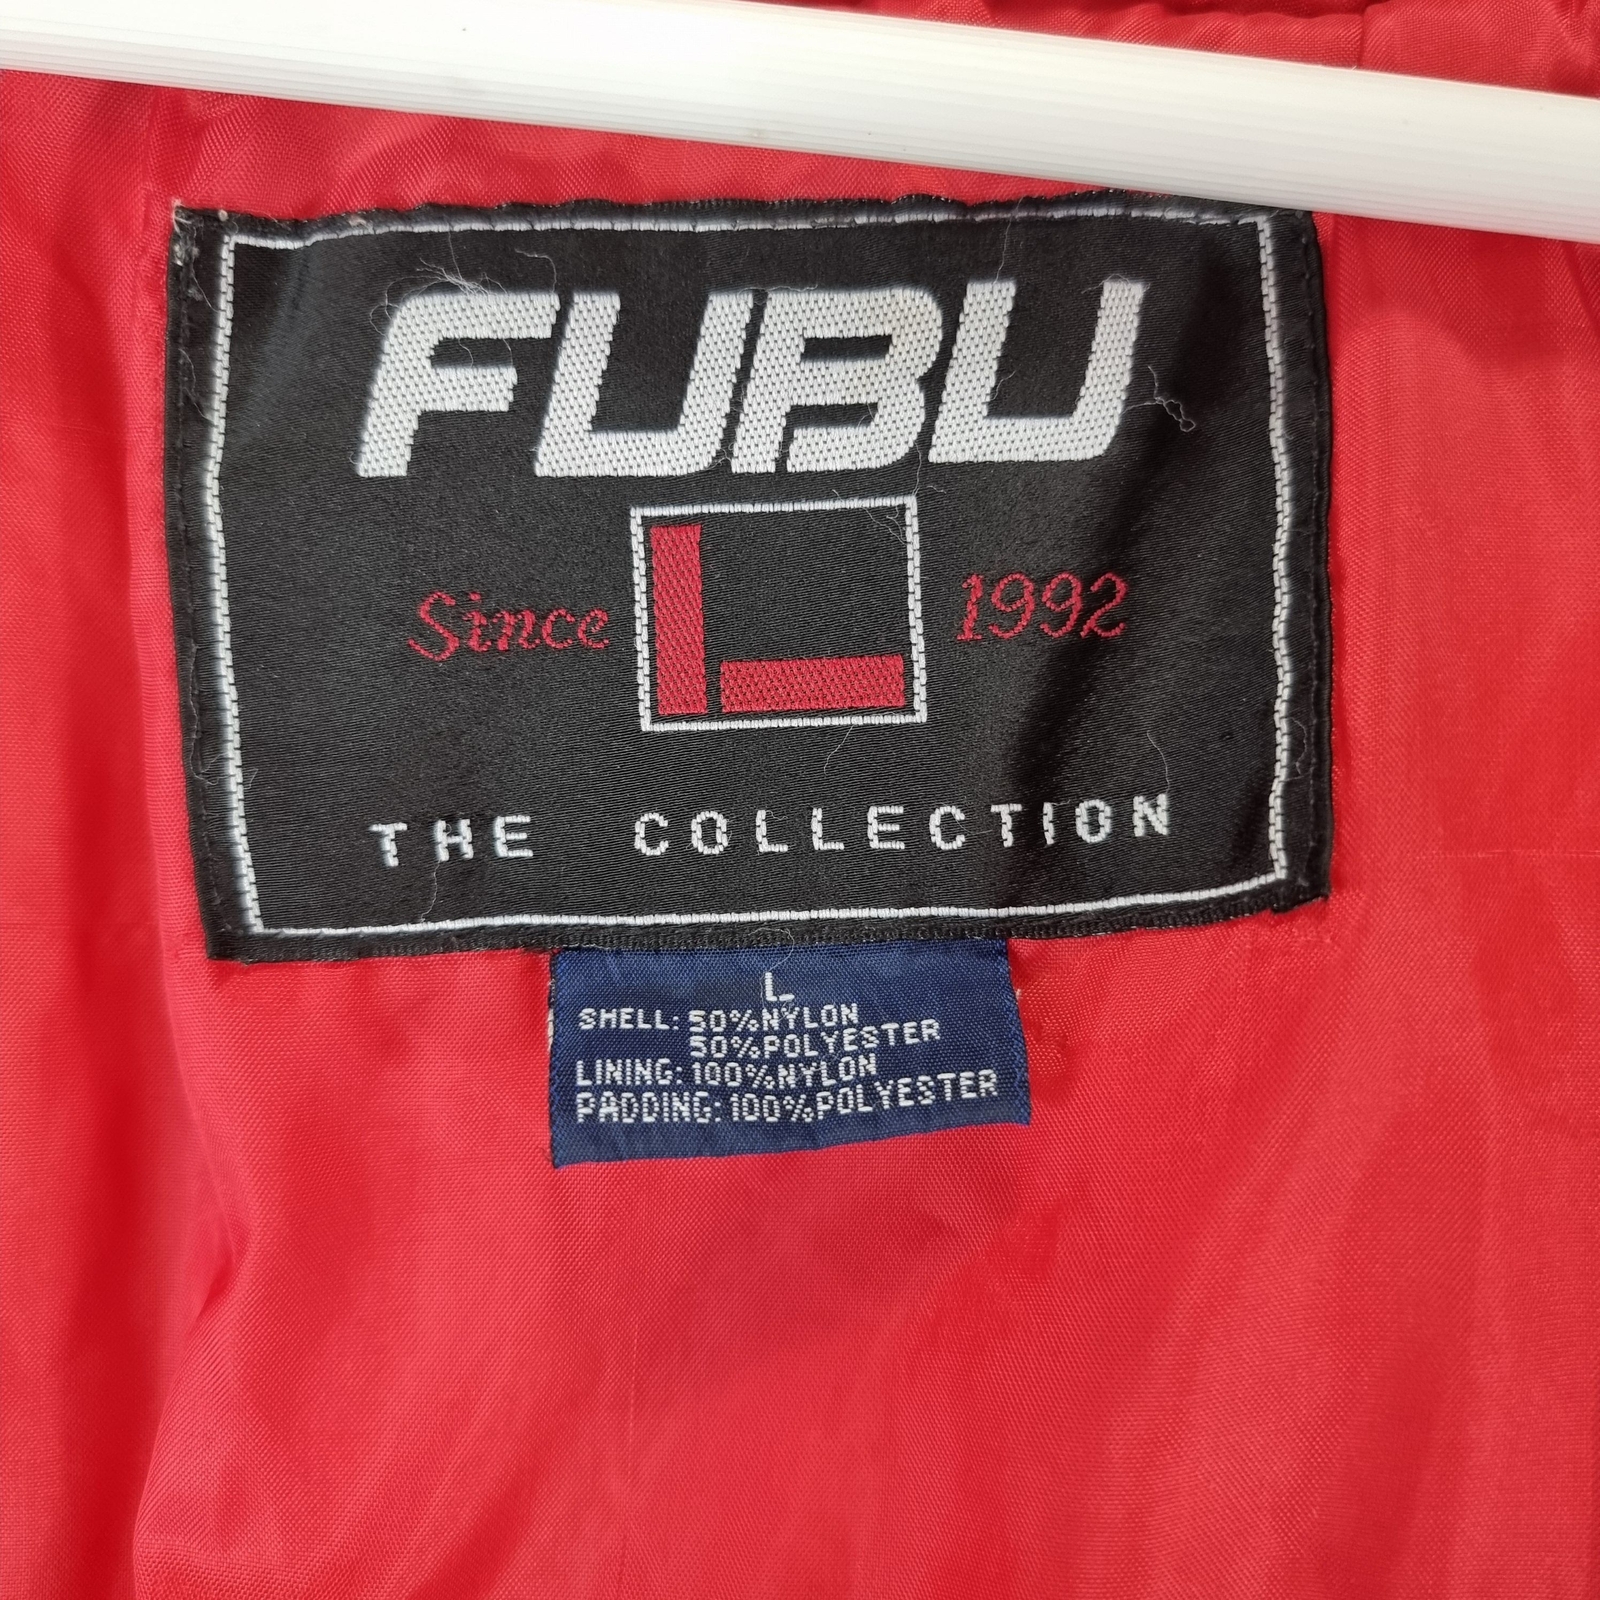 FUBU
Since 1992
THE COLLECTION
L
SHELL: 50%NYLON
50%POLYESTER
LINING: 100%NYLON
PADDING: 100%POLYESTER